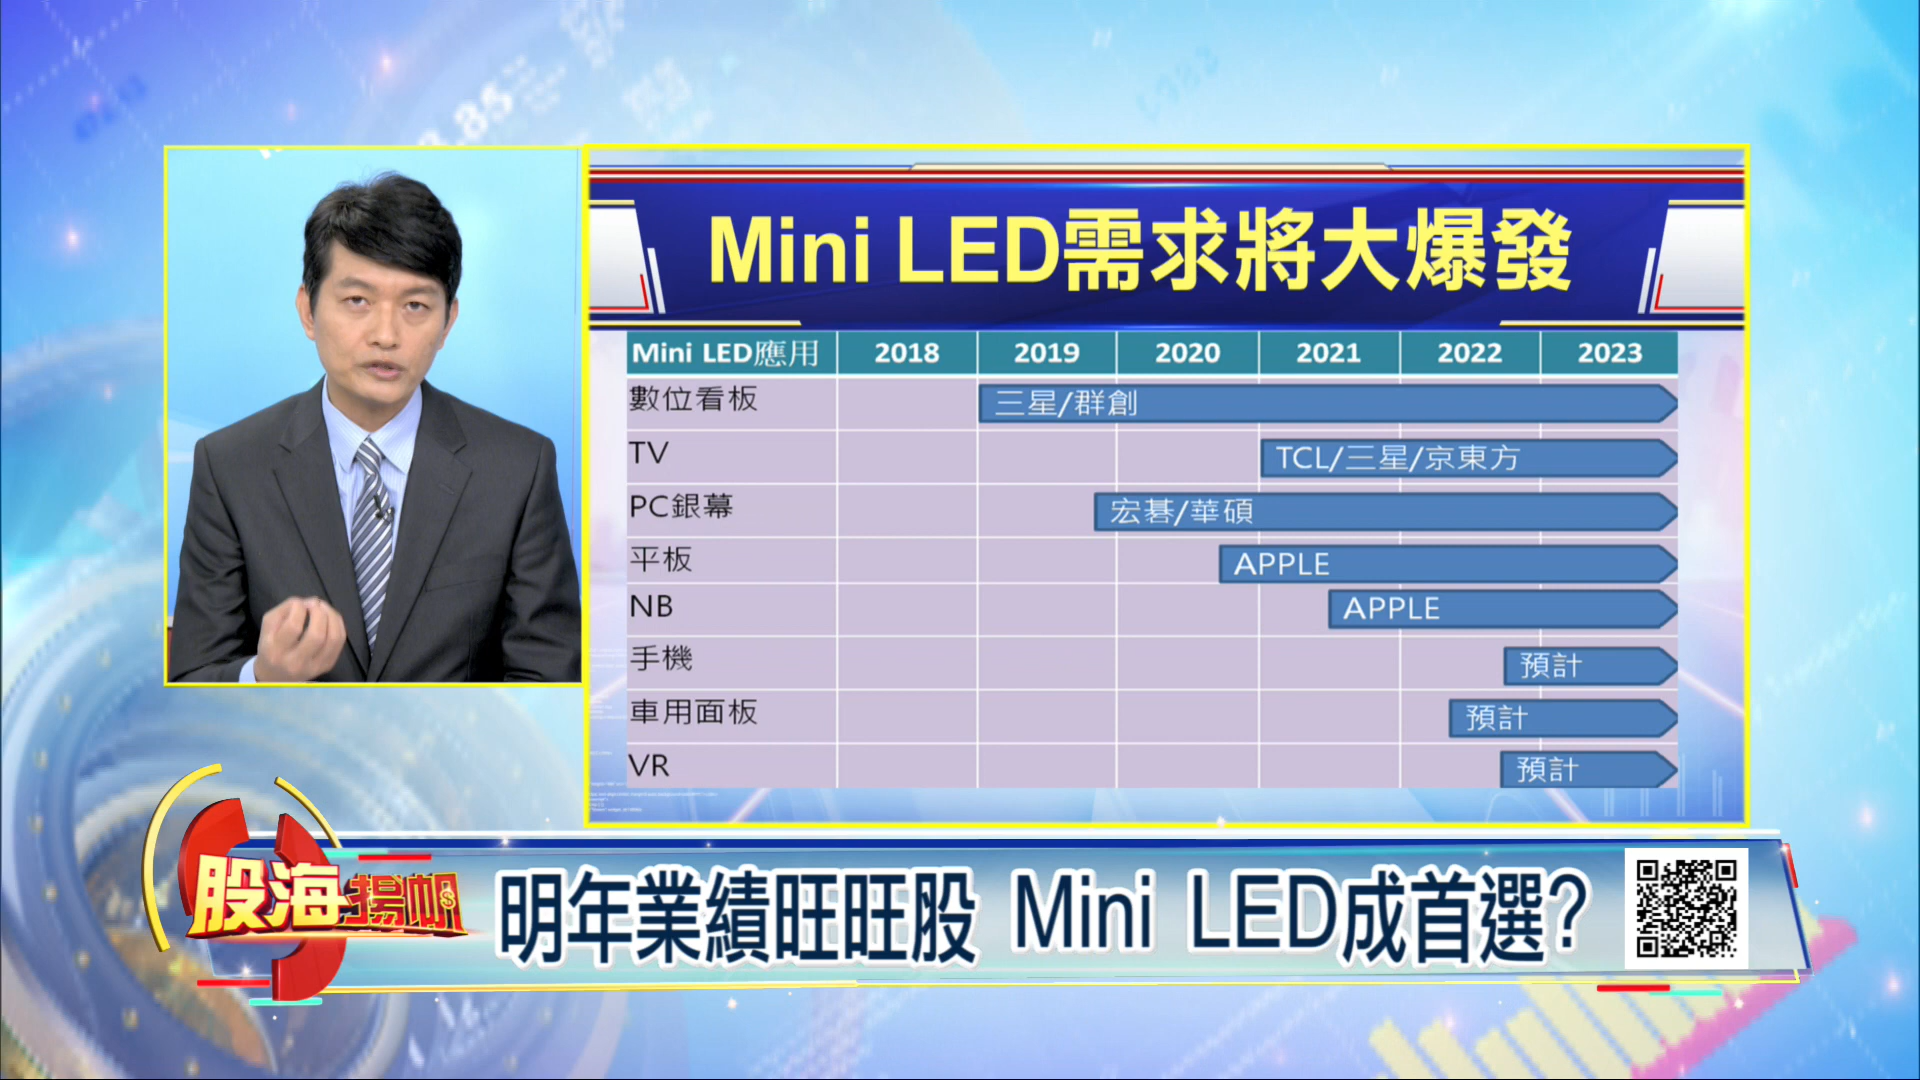 Mini LED需求將大爆發
Mini LED應用 2018 2019 2020 2021 2022 2023
數位看板 三星/群創
TV TCL/三星/京東方
PC銀幕 宏碁/華碩
平板 APPLE
NB APPLE
手機 預計
車用面板 預計
VR 預計
股海揚帆
明年業績旺旺股 Mini LED成首選?